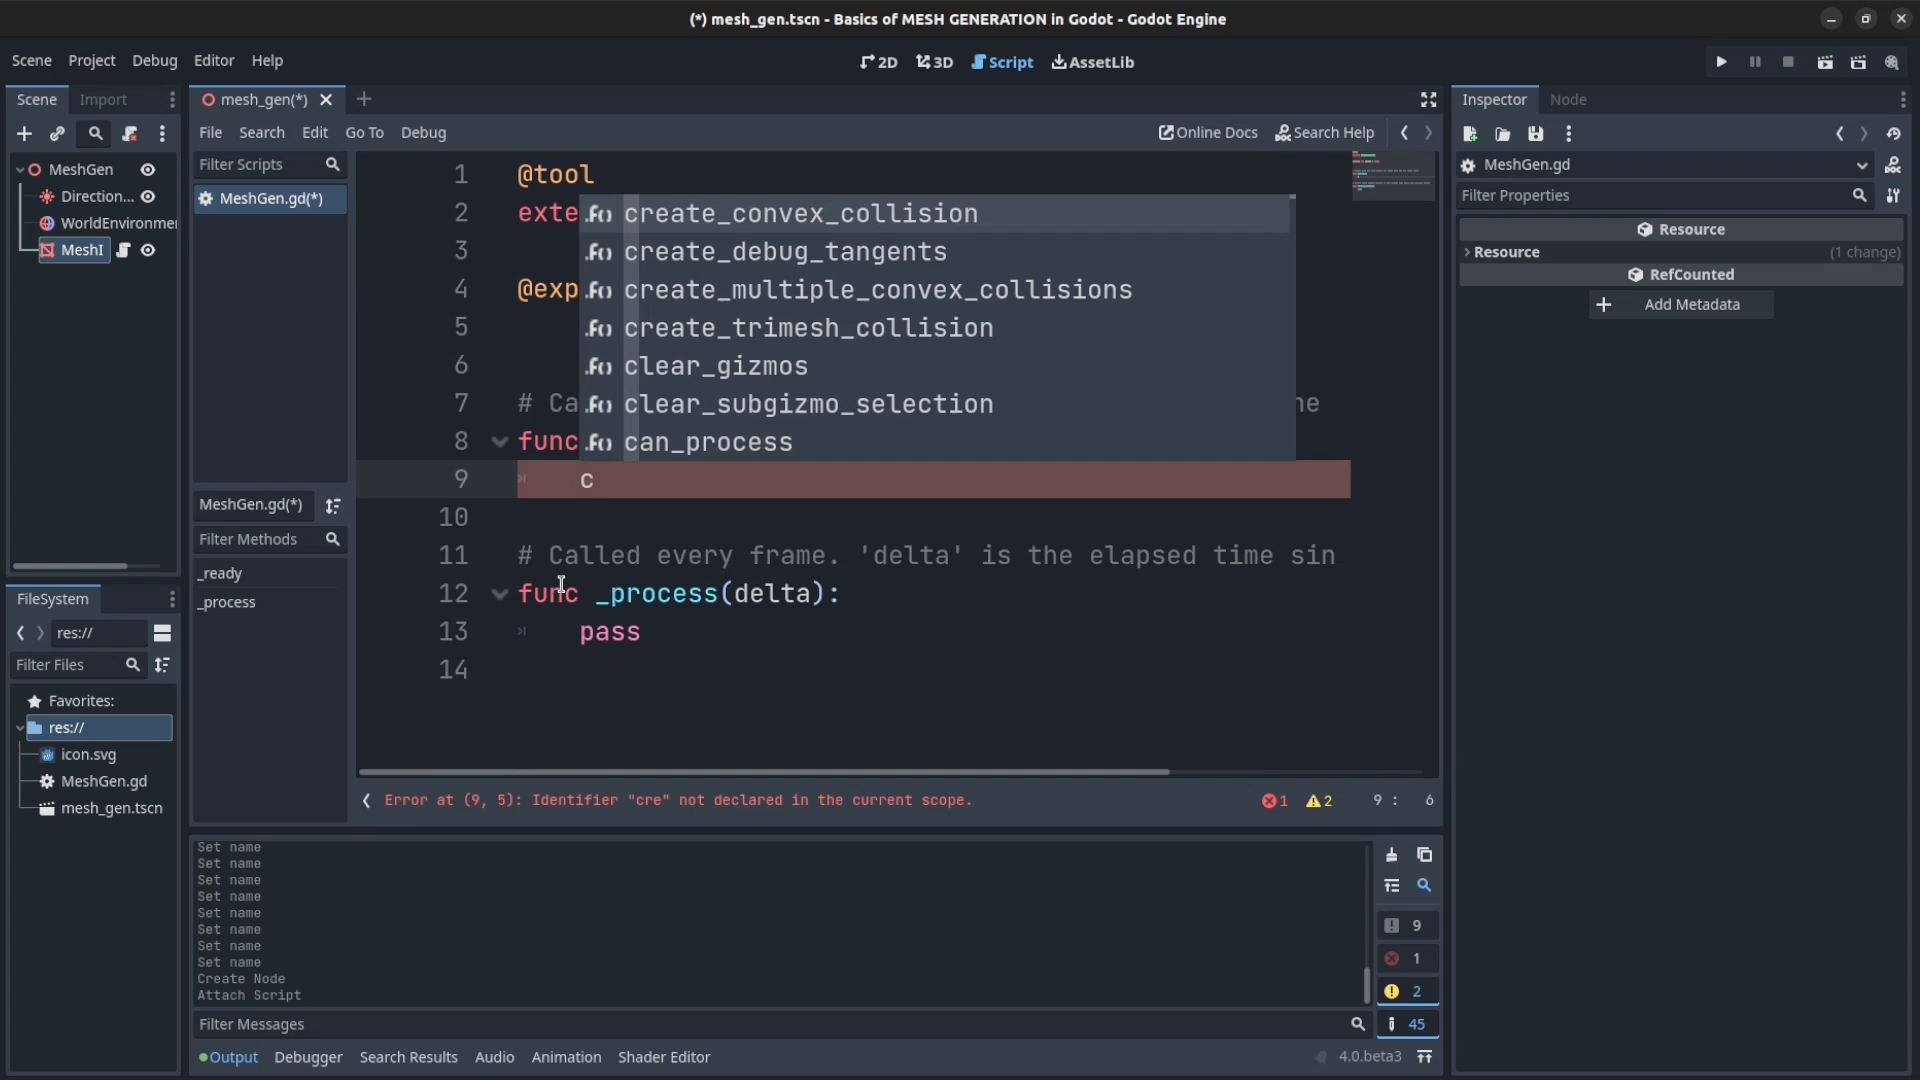 (*) mesh_gen.tscn - Basics of MESH GENERATION in Godot - Godot Engine
Scene Project Debug Editor Help
2D 3D Script AssetLib
Scene Import
mesh_gen(*)
Inspector Node
File Search Edit Go To Debug
Online Docs Search Help
MeshGen
Direction...
WorldEnvironme
MeshI
Filter Scripts
MeshGen.gd(*)
MeshGen.gd(*)
Filter Methods
_ready
_process
1 @tool
2 exte
create_convex_collision
3
create_debug_tangents
4 @exp
create_multiple_convex_collisions
5
create_trimesh_collision
6
clear_gizmos
7 # Ca
clear_subgizmo_selection
ne
8 func
can_process
9 c
10
11 # Called every frame. 'delta' is the elapsed time sin
12 func _process(delta):
13 pass
14
Error at (9, 5): Identifier "cre" not declared in the current scope.
1 2 9 : 6
MeshGen.gd
Filter Properties
Resource
Resource (1 change)
RefCounted
Add Metadata
FileSystem
res://
Filter Files
Favorites:
res://
icon.svg
MeshGen.gd
mesh_gen.tscn
Set name
Set name
Set name
Set name
Set name
Set name
Set name
Set name
Create Node
Attach Script
9
1
2
45
Filter Messages
Output Debugger Search Results Audio Animation Shader Editor
4.0.beta3